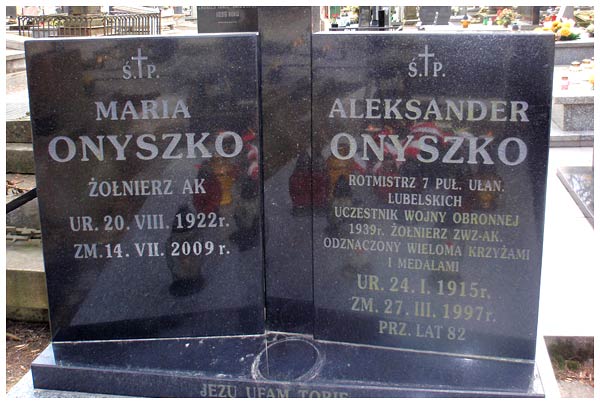 Ś.P.
MARIA
ONYSZKO
ŻOŁNIERZ AK
UR. 20. VIII. 1922r.
ZM. 14. VII. 2009r.
Ś.P.
ALEKSANDER
ONYSZKO
ROTMISTRZ 7 PUŁ. UŁAN.
LUBELSKICH
UCZESTNIK WOJNY OBRONNEJ
1939r. ŻOŁNIERZ ZWZ-AK.
ODZNACZONY WIELOMA KRZYŻAMI
I MEDALAMI
UR. 24. I. 1915r.
ZM. 27. III. 1997r.
PRZ. LAT 82
JEZU UFAM TOBIE